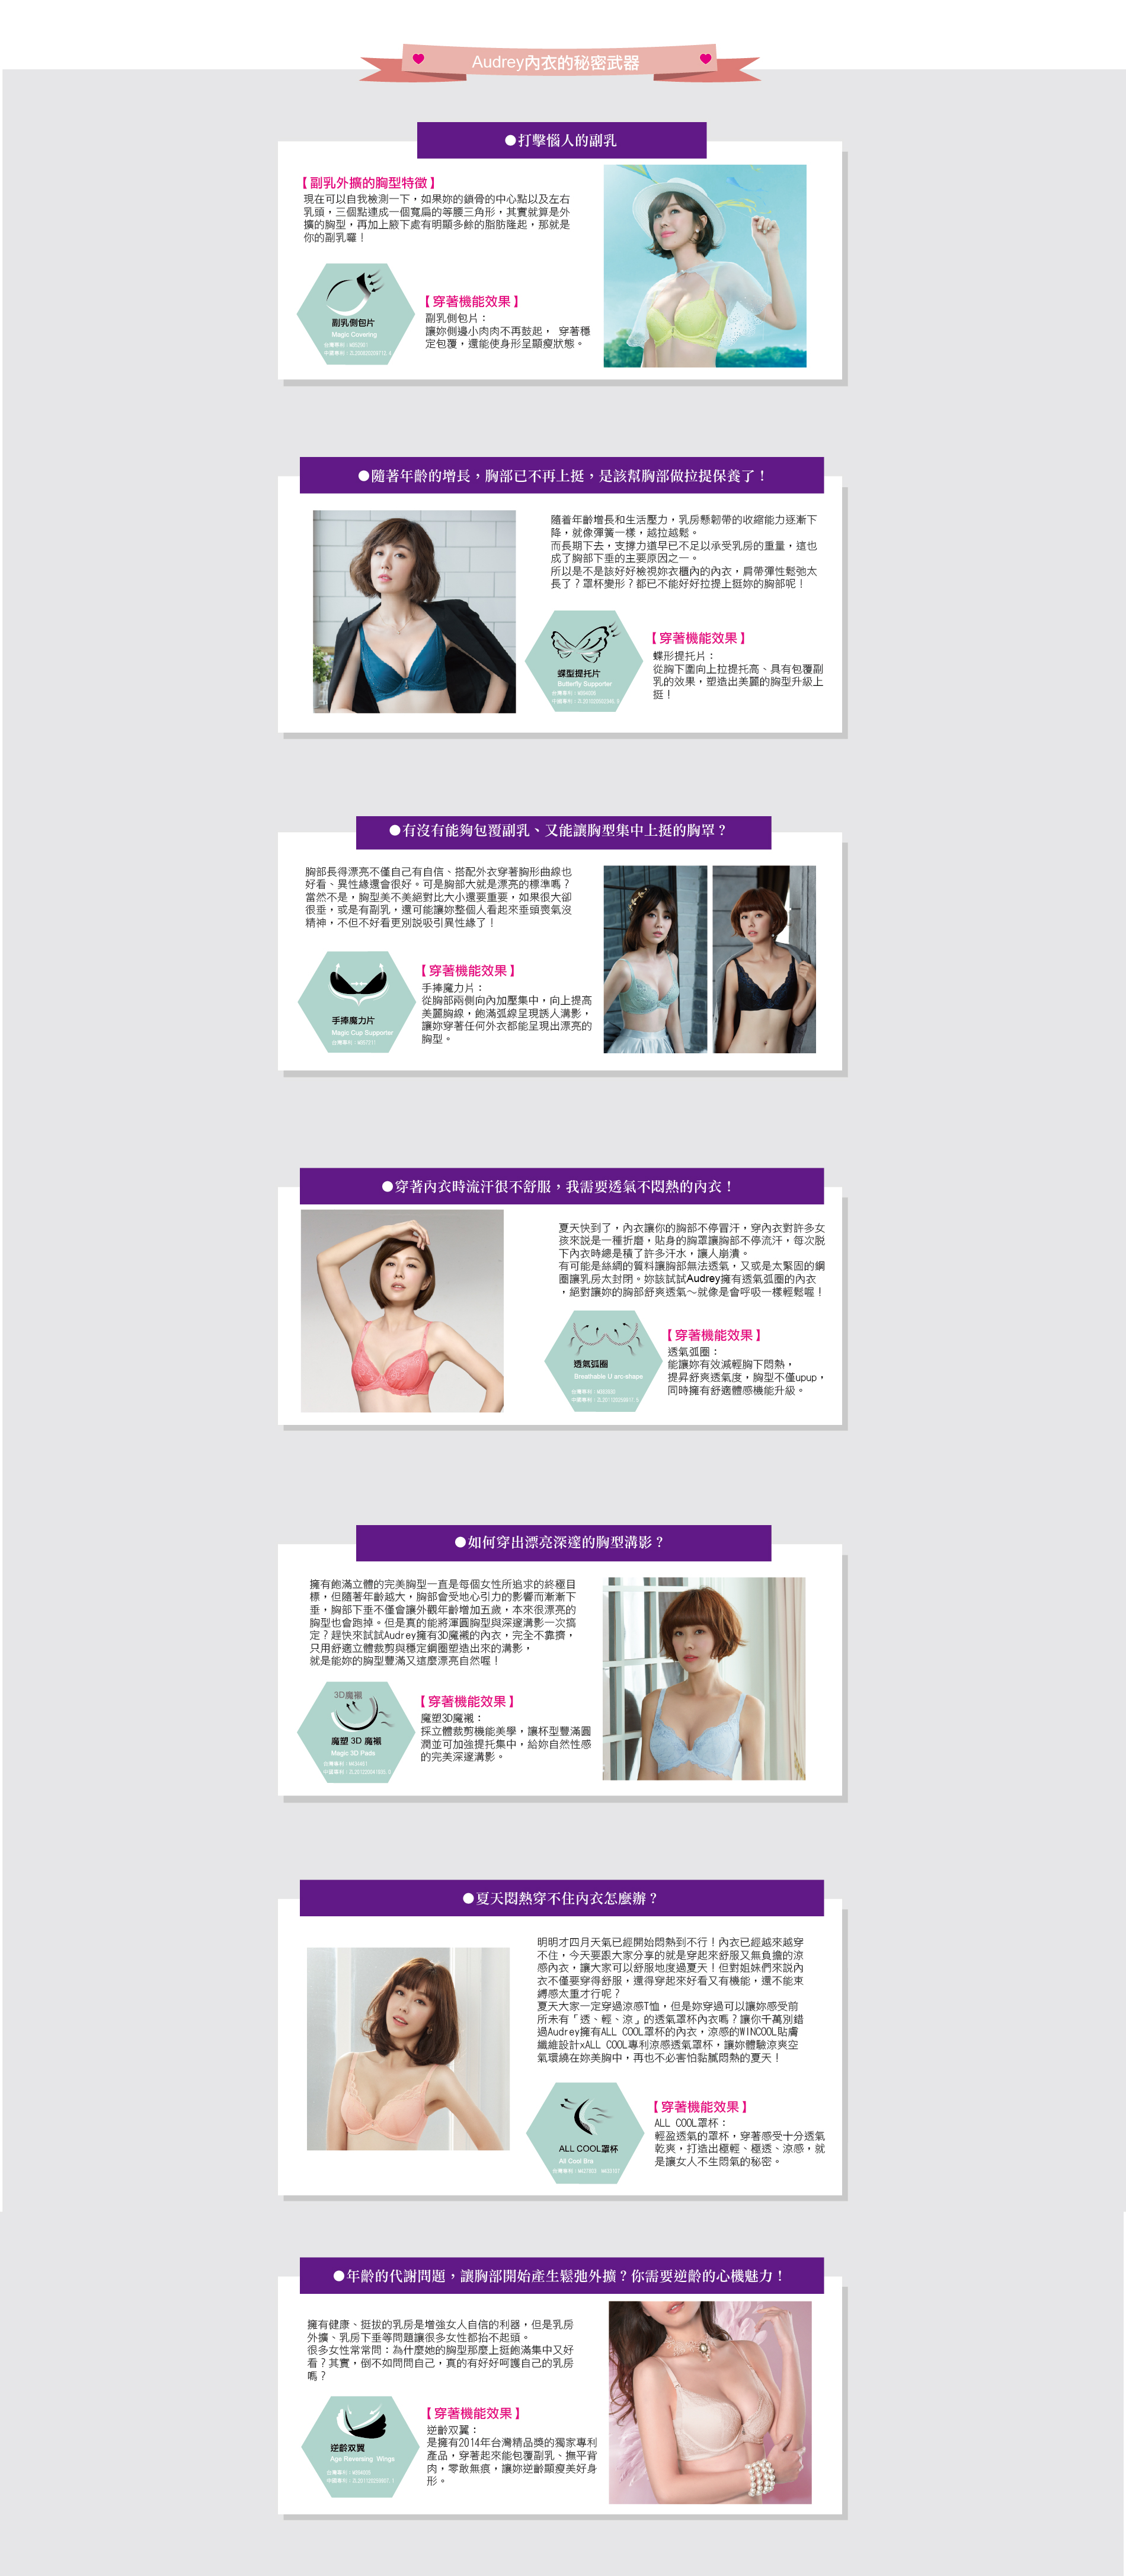 Audrey內衣的秘密武器
●打擊惱人的副乳
【副乳外擴的胸型特徵】
現在可以自我檢測一下，如果妳的鎖骨的中心點以及左右
乳頭，三個點連成一個寬扁的等腰三角形，其實就算是外
擴的胸型，再加上腋下處有明顯多餘的脂肪隆起，那就是
你的副乳囉！
副乳側包片
Magic Covering
【穿著機能效果】
副乳側包片：
讓妳側邊小肉肉不再鼓起， 穿著穩
定包覆，還能使身形呈顯瘦狀態。
●隨著年齡的增長，胸部已不再上挺，是該幫胸部做拉提保養了！
隨着年齡增長和生活壓力，乳房懸韌帶的收縮能力逐漸下
降，就像彈簧一樣，越拉越鬆。
而長期下去，支撐力道早已不足以承受乳房的重量，這也
成了胸部下垂的主要原因之一。
所以是不是該好好檢視妳衣櫃內的內衣，肩帶彈性鬆弛太
長了？罩杯變形？都已不能好好拉提上挺妳的胸部呢！
蝶型提托片
Butterfly Supporter
【穿著機能效果】
蝶形提托片：
從胸下圍向上拉提托高、具有包覆副
乳的效果，塑造出美麗的胸型升級上
挺！
●有沒有能夠包覆副乳、又能讓胸型集中上挺的胸罩？
胸部長得漂亮不僅自己有自信、搭配外衣穿著胸形曲線也
好看、異性緣還會很好。可是胸部大就是漂亮的標準嗎？
當然不是，胸型美不美絕對比大小還要重要，如果很大卻
很垂，或是有副乳，還可能讓妳整個人看起來垂頭喪氣沒
精神，不但不好看更別說吸引異性緣了！
手捧魔力片
Magic Cup Supporter
【穿著機能效果】
手捧魔力片：
從胸部兩側向內加壓集中，向上提高
美麗胸線，飽滿弧線呈現誘人溝影，
讓妳穿著任何外衣都能呈現出漂亮的
胸型。
●穿著內衣時流汗很不舒服，我需要透氣不悶熱的內衣！
夏天快到了，內衣讓你的胸部不停冒汗，穿內衣對許多女
孩來說是一種折磨，貼身的胸罩讓胸部不停流汗，每次脫
下內衣時總是積了許多汗水，讓人崩潰。
有可能是絲綢的質料讓胸部無法透氣，又或是太緊固的鋼
圈讓乳房太封閉。妳該試試Audrey擁有透氣弧圈的內衣
，絕對讓妳的胸部舒爽透氣～就像是會呼吸一樣輕鬆喔！
透氣弧圈
Breathable U arc-shape
【穿著機能效果】
透氣弧圈：
能讓妳有效減輕胸下悶熱，
提昇舒爽透氣度，胸型不僅upup，
同時擁有舒適體感機能升級。
●如何穿出漂亮深邃的胸型溝影？
擁有飽滿立體的完美胸型一直是每個女性所追求的終極目
標，但隨著年齡越大，胸部會受地心引力的影響而漸漸下
垂，胸部下垂不僅會讓外觀年齡增加五歲，本來很漂亮的
胸型也會跑掉。但是真的能將渾圓胸型與深邃溝影一次搞
定？趕快來試試Audrey擁有3D魔襯的內衣，完全不靠擠，
只用舒適立體裁剪與穩定鋼圈塑造出來的溝影，
就是能妳的胸型豐滿又這麼漂亮自然喔！
3D魔襯
魔塑 3D 魔襯
Magic 3D Pads
【穿著機能效果】
魔塑3D魔襯：
採立體裁剪機能美學，讓杯型豐滿圓
潤並可加強提托集中，給妳自然性感
的完美深邃溝影。
●夏天悶熱穿不住內衣怎麼辦？
明明才四月天氣已經開始悶熱到不行！內衣已經越來越穿
不住，今天要跟大家分享的就是穿起來舒服又無負擔的涼
感內衣，讓大家可以舒服地度過夏天！但對姐妹們來說內
衣不僅要穿得舒服，還得穿起來好看又有機能，還不能束
縛感太重才行呢？
夏天大家一定穿過涼感T恤，但是妳穿過可以讓妳感受前
所未有「透、輕、涼」的透氣罩杯內衣嗎？讓你千萬別錯
過Audrey擁有ALL COOL罩杯的內衣，涼感的WINCOOL貼膚
纖維設計xALL COOL專利涼感透氣罩杯，讓妳體驗涼爽空
氣環繞在妳美胸中，再也不必害怕黏膩悶熱的夏天！
ALL COOL罩杯
All Cool Bra
【穿著機能效果】
ALL COOL罩杯：
輕盈透氣的罩杯，穿著感受十分透氣
乾爽，打造出極輕、極透、涼感，就
是讓女人不生悶氣的秘密。
●年齡的代謝問題，讓胸部開始產生鬆弛外擴？你需要逆齡的心機魅力！
擁有健康、挺拔的乳房是增強女人自信的利器，但是乳房
外擴、乳房下垂等問題讓很多女性都抬不起頭。
很多女性常常問：為什麼她的胸型那麼上挺飽滿集中又好
看？其實，倒不如問問自己，真的有好好呵護自己的乳房
嗎？
逆齡双翼
Age Reversing Wings
【穿著機能效果】
逆齡双翼：
是擁有2014年台灣精品獎的獨家專利
產品，穿著起來能包覆副乳、撫平背
肉，零敢無痕，讓妳逆齡顯瘦美好身
形。